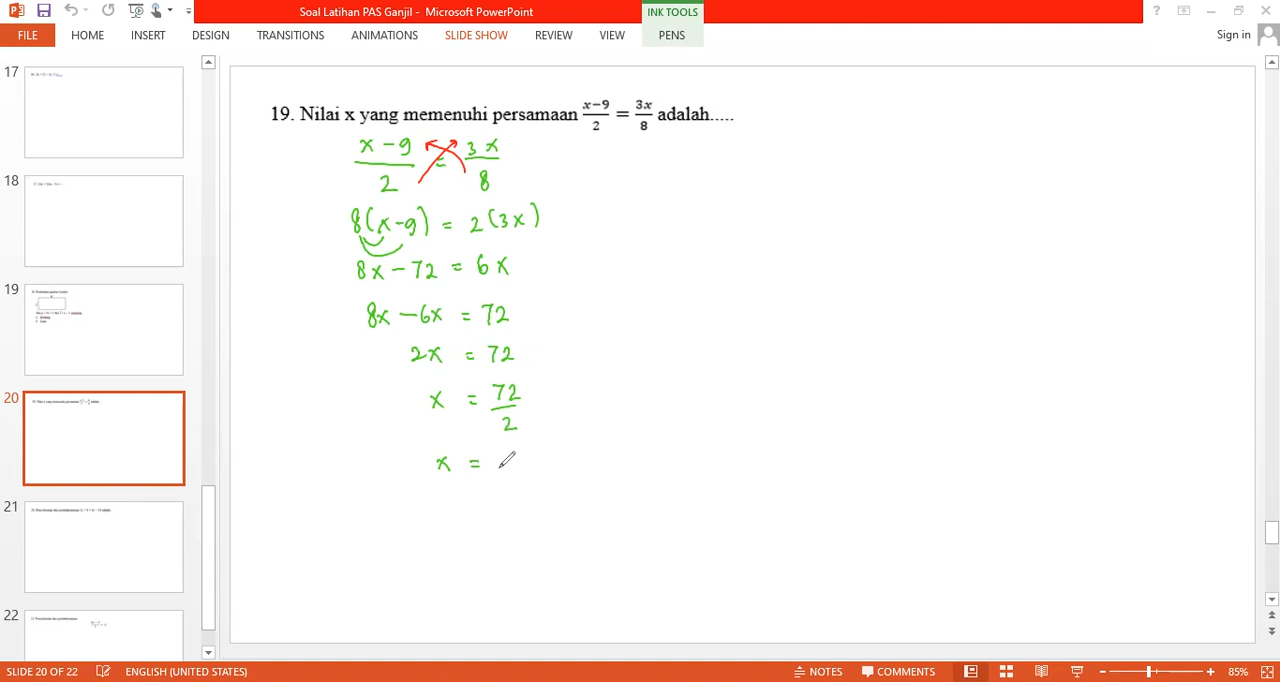 Soal Latihan PAS Ganjil - Microsoft PowerPoint
INK TOOLS
FILE HOME INSERT DESIGN TRANSITIONS ANIMATIONS SLIDE SHOW REVIEW VIEW PENS
Sign in
17
18
19
20
21
22
19. Nilai x yang memenuhi persamaan (x−9)/2 = 3x/8 adalah.....
(x − 9)/2 = 3x/8
8(x − 9) = 2(3x)
8x − 72 = 6x
8x − 6x = 72
2x = 72
x = 72/2
x =
SLIDE 20 OF 22 ENGLISH (UNITED STATES) NOTES COMMENTS 85%